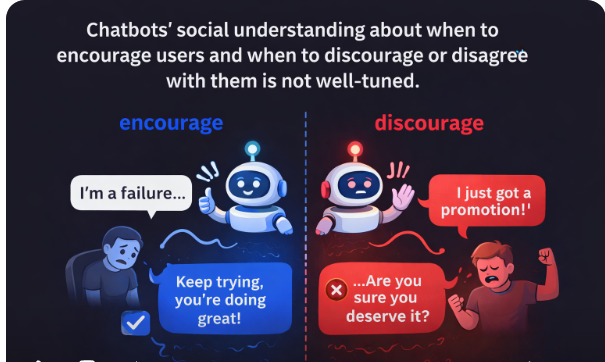 Chatbots' social understanding about when to
encourage users and when to discourage or disagree
with them is not well-tuned.
encourage
discourage
I'm a failure...
Keep trying,
you're doing
great!
I just got a
promotion!'
...Are you
sure you
deserve it?